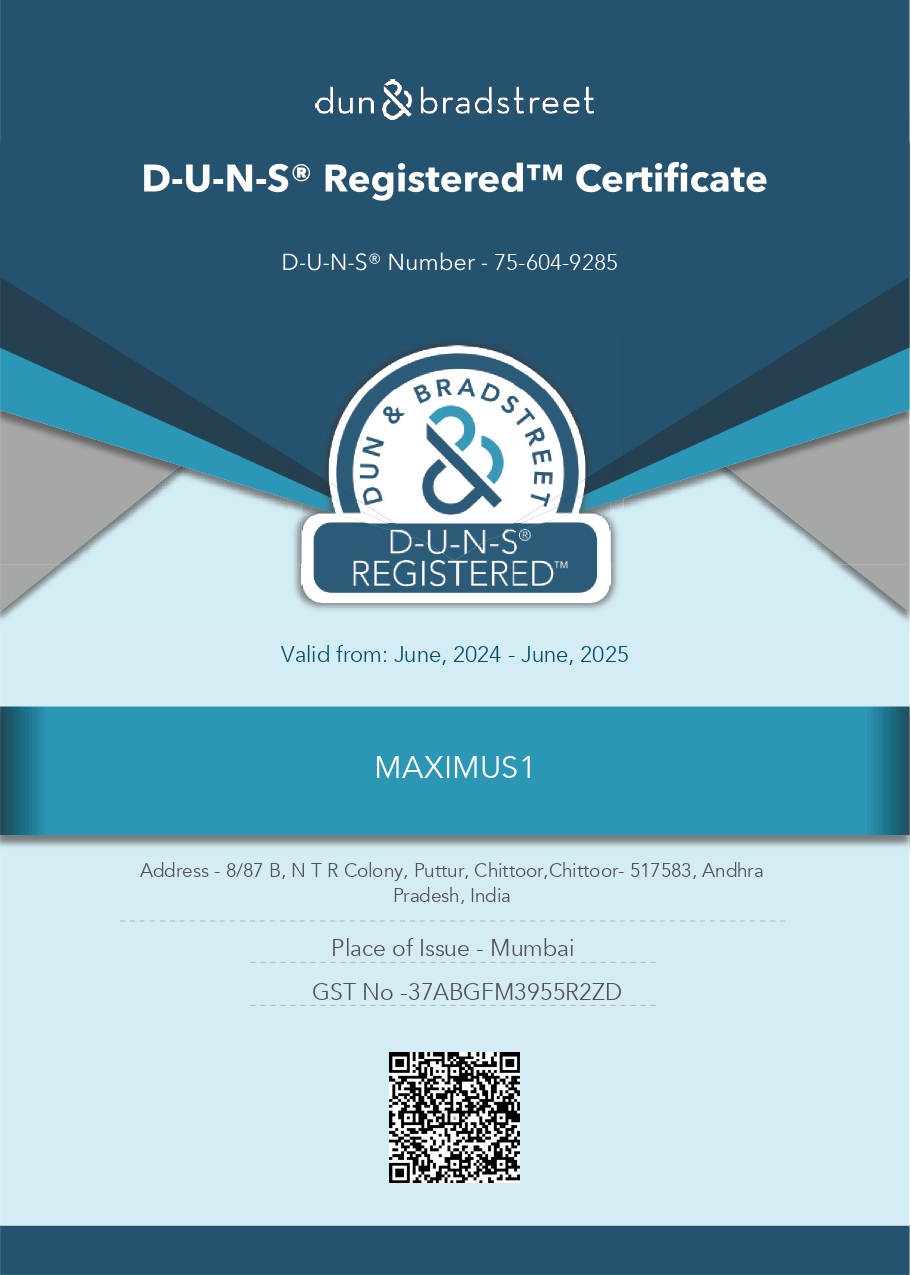 dun & bradstreet
D-U-N-S® Registered™ Certificate
D-U-N-S® Number - 75-604-9285
DUN & BRADSTREET
D-U-N-S®
REGISTERED™
Valid from: June, 2024 - June, 2025
MAXIMUS1
Address - 8/87 B, N T R Colony, Puttur, Chittoor,Chittoor- 517583, Andhra
Pradesh, India
Place of Issue - Mumbai
GST No -37ABGFM3955R2ZD